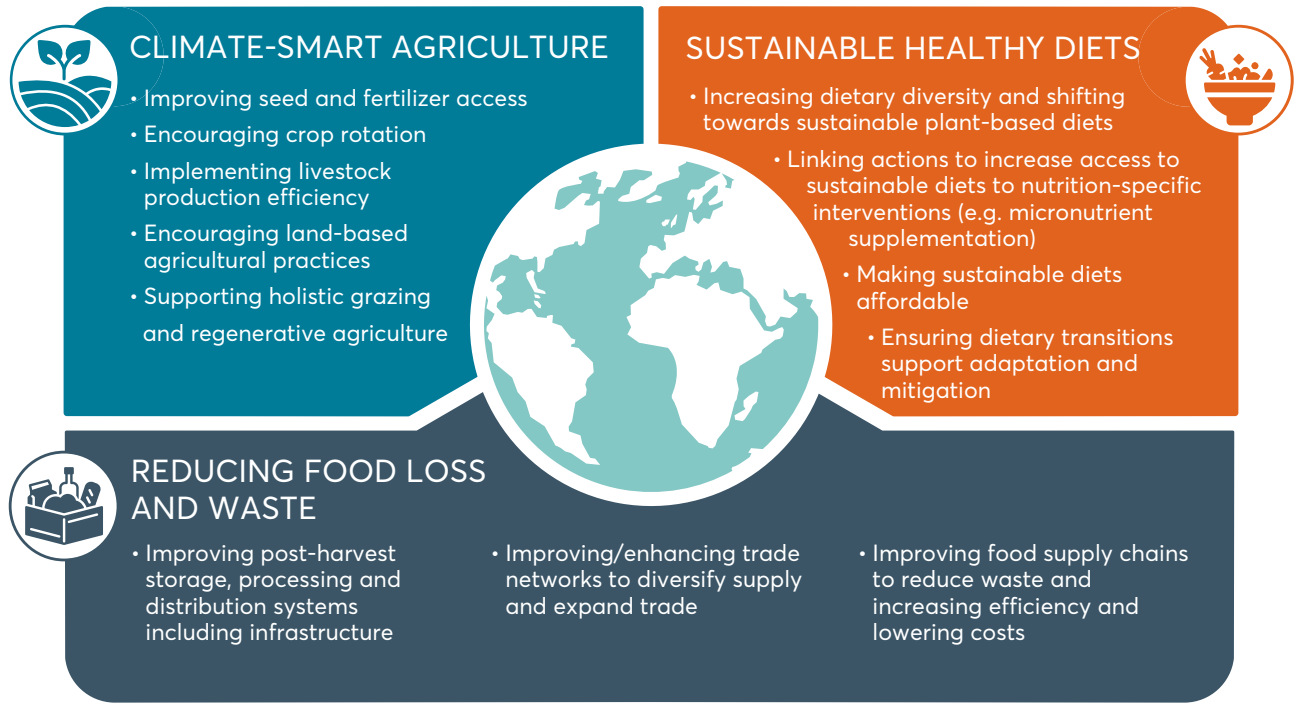 CLIMATE-SMART AGRICULTURE
• Improving seed and fertilizer access
• Encouraging crop rotation
• Implementing livestock
production efficiency
• Encouraging land-based
agricultural practices
• Supporting holistic grazing
and regenerative agriculture
SUSTAINABLE HEALTHY DIETS
• Increasing dietary diversity and shifting
towards sustainable plant-based diets
• Linking actions to increase access to
sustainable diets to nutrition-specific
interventions (e.g. micronutrient
supplementation)
• Making sustainable diets
affordable
• Ensuring dietary transitions
support adaptation and
mitigation
REDUCING FOOD LOSS
AND WASTE
• Improving post-harvest
storage, processing and
distribution systems
including infrastructure
• Improving/enhancing trade
networks to diversify supply
and expand trade
• Improving food supply chains
to reduce waste and
increasing efficiency and
lowering costs